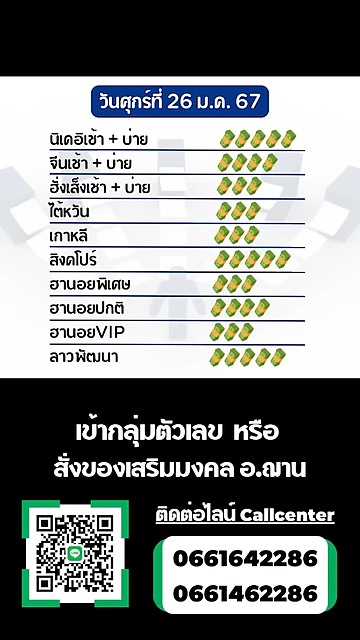 วันศุกร์ที่ 26 ม.ค. 67
นิเคอิเช้า + บ่าย
จีนเช้า + บ่าย
ฮั่งเส็งเช้า + บ่าย
ไต้หวัน
เกาหลี
สิงคโปร์
ฮานอยพิเศษ
ฮานอยปกติ
ฮานอยVIP
ลาวพัฒนา
เข้ากลุ่มตัวเลข หรือ
สั่งของเสริมมงคล อ.ฌาน
ติดต่อไลน์ Callcenter
0661642286
0661462286